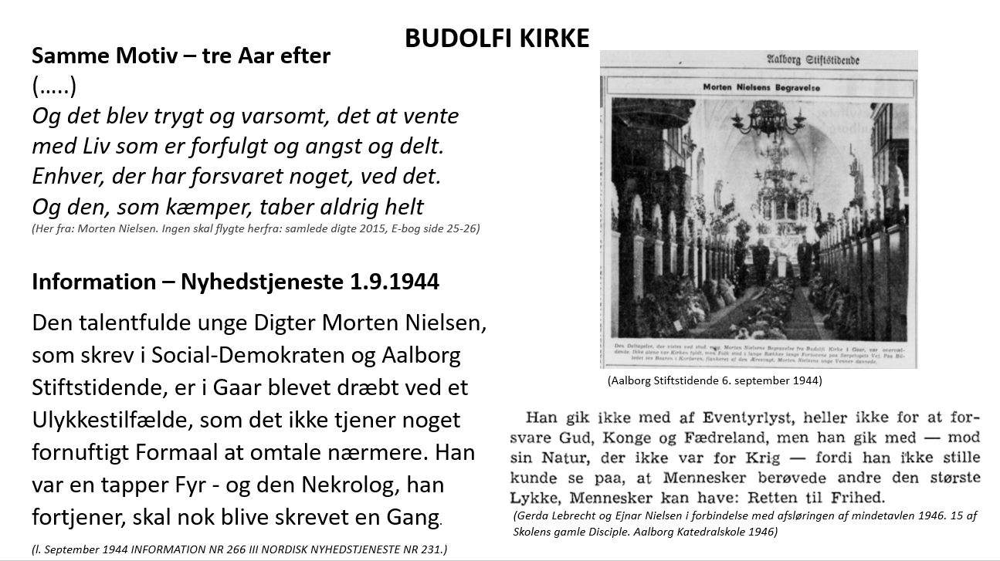 BUDOLFI KIRKE
Samme Motiv – tre Aar efter
(…..)
Og det blev trygt og varsomt, det at vente
med Liv som er forfulgt og angst og delt.
Enhver, der har forsvaret noget, ved det.
Og den, som kæmper, taber aldrig helt
(Her fra: Morten Nielsen. Ingen skal flygte herfra: samlede digte 2015, E-bog side 25-26)
Information – Nyhedstjeneste 1.9.1944
Den talentfulde unge Digter Morten Nielsen,
som skrev i Social-Demokraten og Aalborg
Stiftstidende, er i Gaar blevet dræbt ved et
Ulykkestilfælde, som det ikke tjener noget
fornuftigt Formaal at omtale nærmere. Han
var en tapper Fyr - og den Nekrolog, han
fortjener, skal nok blive skrevet en Gang.
(l. September 1944 INFORMATION NR 266 III NORDISK NYHEDSTJENESTE NR 231.)
Aalborg Stiftstidende
Morten Nielsens Begravelse
Den Deltagelse, der vistes ved stud. mag. Morten Nielsens Begravelse fra Budolfi Kirke i Gaar, var overvæl-
dende. Ikke alene var Kirken fyldt, men Folk stod i lange Rækker langs Fortovene paa Sørgetogets Vej. Paa Bil-
ledet ses Baaren i Kordøren, flankeret af den Æresvagt, Morten Nielsens unge Venner dannede.
(Aalborg Stiftstidende 6. september 1944)
Han gik ikke med af Eventyrlyst, heller ikke for at for-
svare Gud, Konge og Fædreland, men han gik med — mod
sin Natur, der ikke var for Krig — fordi han ikke stille
kunde se paa, at Mennesker berøvede andre den største
Lykke, Mennesker kan have: Retten til Frihed.
(Gerda Lebrecht og Ejnar Nielsen i forbindelse med afsløringen af mindetavlen 1946. 15 af
Skolens gamle Disciple. Aalborg Katedralskole 1946)